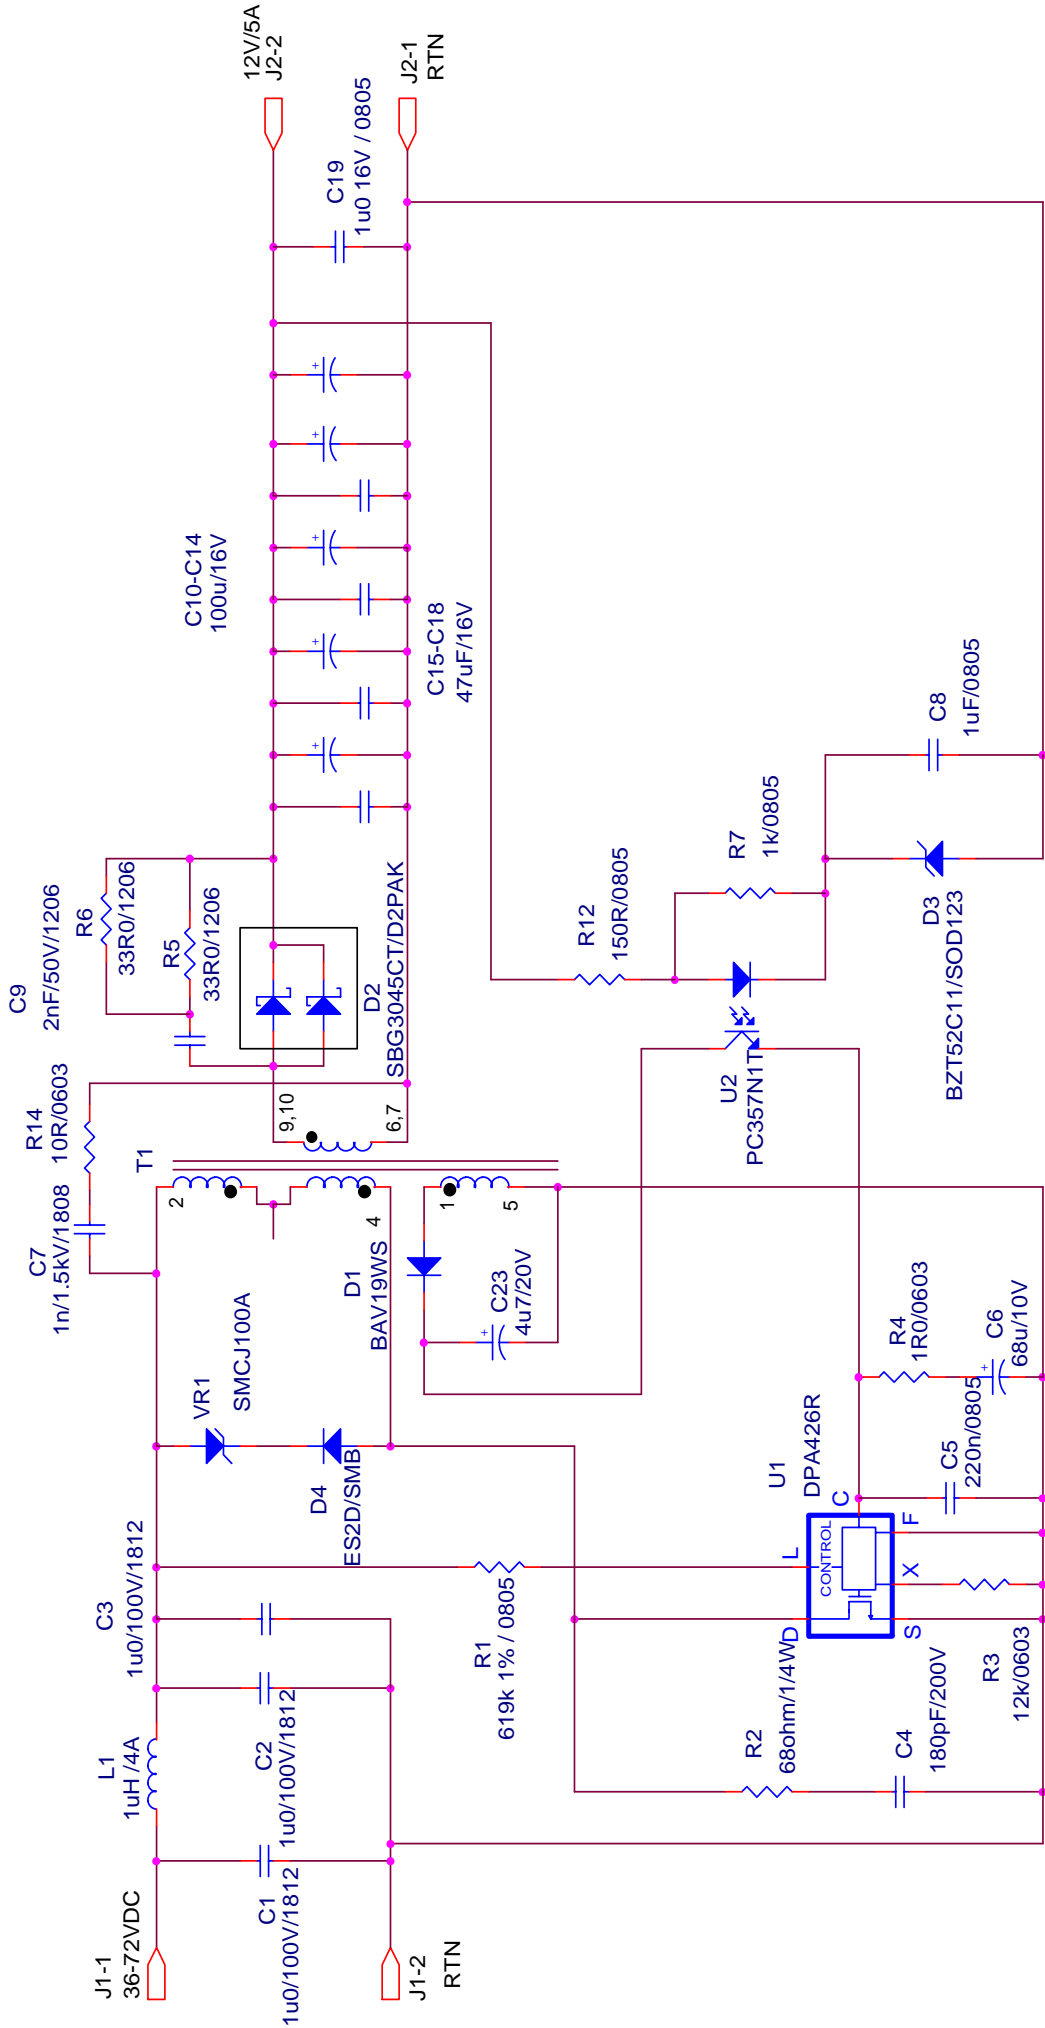 J1-1
36-72VDC
C1
1u0/100V/1812
J1-2
RTN
L1
1uH /4A
C2
1u0/100V/1812
C3
1u0/100V/1812
R1
619k 1% / 0805
R2
68ohm/1/4W
C4
180pF/200V
VR1
SMCJ100A
D4
ES2D/SMB
U1
DPA426R
CONTROL
D
L
C
S
X
F
R3
12k/0603
C5
220n/0805
R4
1R0/0603
C6
68u/10V
+
C7
1n/1.5kV/1808
R14
10R/0603
T1
2
4
1
5
9,10
6,7
D1
BAV19WS
C23
4u7/20V
+
C9
2nF/50V/1206
R6
33R0/1206
R5
33R0/1206
D2
SBG3045CT/D2PAK
C10-C14
100u/16V
+
+
+
+
+
C15-C18
47uF/16V
C19
1u0 16V / 0805
12V/5A
J2-2
J2-1
RTN
U2
PC357N1T
R12
150R/0805
R7
1k/0805
D3
BZT52C11/SOD123
C8
1uF/0805